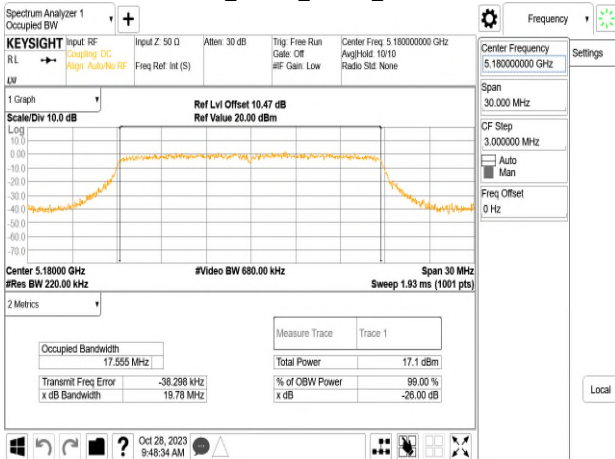 Spectrum Analyzer 1
Occupied BW
Frequency
KEYSIGHT
R L
Input: RF
Coupling: DC
Align: Auto/No RF
Input Z: 50 Ω
Freq Ref: Int (S)
Atten: 30 dB
Trig: Free Run
Gate: Off
#IF Gain: Low
Center Freq: 5.180000000 GHz
Avg|Hold: 10/10
Radio Std: None
Center Frequency
5.180000000 GHz
Settings
Span
30.000 MHz
CF Step
3.000000 MHz
Auto
Man
Freq Offset
0 Hz
Local
1 Graph
Scale/Div 10.0 dB
Ref Lvl Offset 10.47 dB
Ref Value 20.00 dBm
Log
10.0
0.00
-10.0
-20.0
-30.0
-40.0
-50.0
-60.0
-70.0
Center 5.18000 GHz
#Res BW 220.00 kHz
#Video BW 680.00 kHz
Span 30 MHz
Sweep 1.93 ms (1001 pts)
2 Metrics
Measure Trace Trace 1
Occupied Bandwidth
17.555 MHz
Total Power 17.1 dBm
Transmit Freq Error -38.298 kHz
% of OBW Power 99.00 %
x dB Bandwidth 19.78 MHz
x dB -26.00 dB
Oct 28, 2023
9:48:34 AM